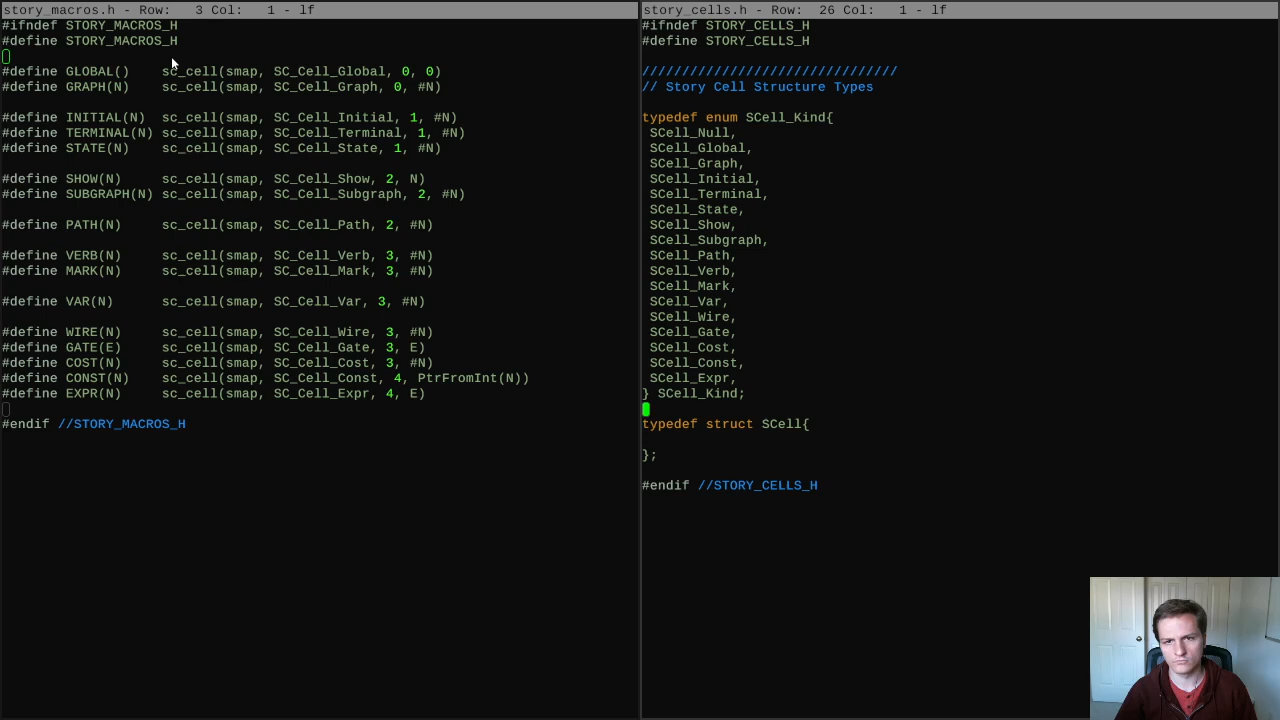 story_macros.h - Row:   3 Col:   1 - lf
#ifndef STORY_MACROS_H
#define STORY_MACROS_H

#define GLOBAL()    sc_cell(smap, SC_Cell_Global, 0, 0)
#define GRAPH(N)    sc_cell(smap, SC_Cell_Graph, 0, #N)

#define INITIAL(N)  sc_cell(smap, SC_Cell_Initial, 1, #N)
#define TERMINAL(N) sc_cell(smap, SC_Cell_Terminal, 1, #N)
#define STATE(N)    sc_cell(smap, SC_Cell_State, 1, #N)

#define SHOW(N)     sc_cell(smap, SC_Cell_Show, 2, N)
#define SUBGRAPH(N) sc_cell(smap, SC_Cell_Subgraph, 2, #N)

#define PATH(N)     sc_cell(smap, SC_Cell_Path, 2, #N)

#define VERB(N)     sc_cell(smap, SC_Cell_Verb, 3, #N)
#define MARK(N)     sc_cell(smap, SC_Cell_Mark, 3, #N)

#define VAR(N)      sc_cell(smap, SC_Cell_Var, 3, #N)

#define WIRE(N)     sc_cell(smap, SC_Cell_Wire, 3, #N)
#define GATE(E)     sc_cell(smap, SC_Cell_Gate, 3, E)
#define COST(N)     sc_cell(smap, SC_Cell_Cost, 3, #N)
#define CONST(N)    sc_cell(smap, SC_Cell_Const, 4, PtrFromInt(N))
#define EXPR(N)     sc_cell(smap, SC_Cell_Expr, 4, E)

#endif //STORY_MACROS_H
story_cells.h - Row:  26 Col:   1 - lf
#ifndef STORY_CELLS_H
#define STORY_CELLS_H

////////////////////////////////
// Story Cell Structure Types

typedef enum SCell_Kind{
 SCell_Null,
 SCell_Global,
 SCell_Graph,
 SCell_Initial,
 SCell_Terminal,
 SCell_State,
 SCell_Show,
 SCell_Subgraph,
 SCell_Path,
 SCell_Verb,
 SCell_Mark,
 SCell_Var,
 SCell_Wire,
 SCell_Gate,
 SCell_Cost,
 SCell_Const,
 SCell_Expr,
} SCell_Kind;

typedef struct SCell{

};

#endif //STORY_CELLS_H